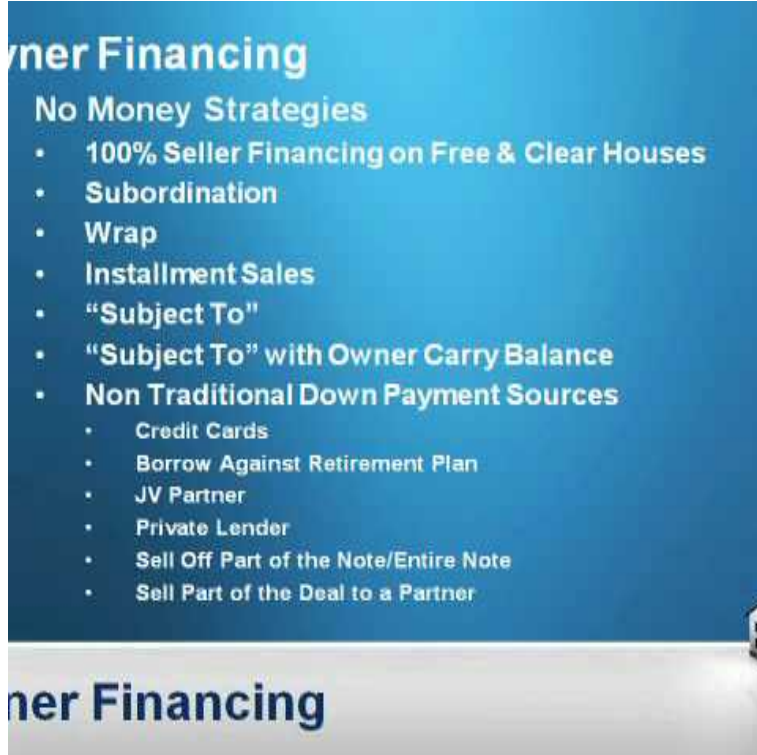 ner Financing
No Money Strategies
• 100% Seller Financing on Free & Clear Houses
• Subordination
• Wrap
• Installment Sales
• “Subject To”
• “Subject To” with Owner Carry Balance
• Non Traditional Down Payment Sources
• Credit Cards
• Borrow Against Retirement Plan
• JV Partner
• Private Lender
• Sell Off Part of the Note/Entire Note
• Sell Part of the Deal to a Partner
ner Financing